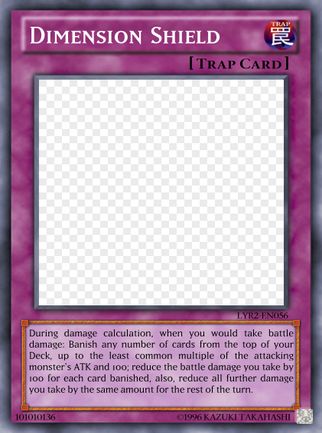 DIMENSION SHIELD
TRAP
罠
[TRAP CARD]
LYR2-EN056
During damage calculation, when you would take battle
damage: Banish any number of cards from the top of your
Deck, up to the least common multiple of the attacking
monster's ATK and 100; reduce the battle damage you take by
100 for each card banished, also, reduce all further damage
you take by the same amount for the rest of the turn.
101010136
©1996 KAZUKI TAKAHASHI